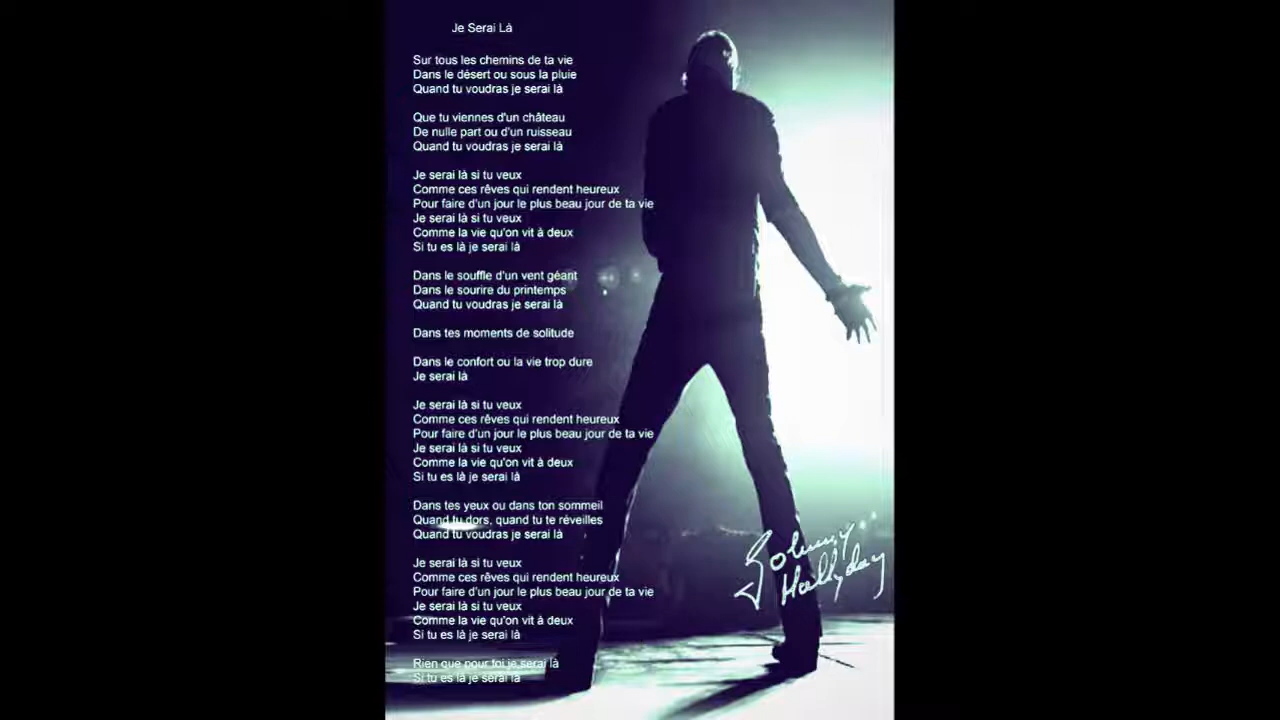 Je Serai Là
Sur tous les chemins de ta vie
Dans le désert ou sous la pluie
Quand tu voudras je serai là
Que tu viennes d'un château
De nulle part ou d'un ruisseau
Quand tu voudras je serai là
Je serai là si tu veux
Comme ces rêves qui rendent heureux
Pour faire d'un jour le plus beau jour de ta vie
Je serai là si tu veux
Comme la vie qu'on vit à deux
Si tu es là je serai là
Dans le souffle d'un vent géant
Dans le sourire du printemps
Quand tu voudras je serai là
Dans tes moments de solitude
Dans le confort ou la vie trop dure
Je serai là
Je serai là si tu veux
Comme ces rêves qui rendent heureux
Pour faire d'un jour le plus beau jour de ta vie
Je serai là si tu veux
Comme la vie qu'on vit à deux
Si tu es là je serai là
Dans tes yeux ou dans ton sommeil
Quand tu dors, quand tu te réveilles
Quand tu voudras je serai là
Je serai là si tu veux
Comme ces rêves qui rendent heureux
Pour faire d'un jour le plus beau jour de ta vie
Je serai là si tu veux
Comme la vie qu'on vit à deux
Si tu es là je serai là
Rien que pour toi je serai là
Si tu es là je serai là
Johnny
Hallyday